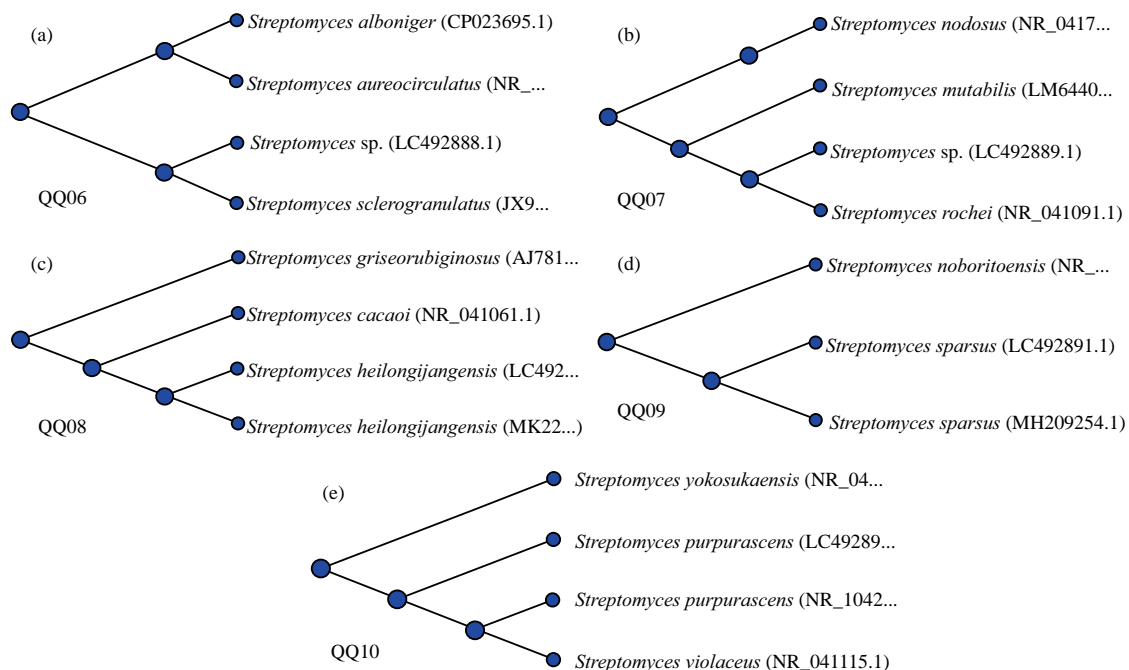 (a)
Streptomyces alboniger (CP023695.1)
Streptomyces aureocirculatus (NR_...
Streptomyces sp. (LC492888.1)
Streptomyces sclerogranulatus (JX9...
QQ06
(b)
Streptomyces nodosus (NR_0417...
Streptomyces mutabilis (LM6440...
Streptomyces sp. (LC492889.1)
Streptomyces rochei (NR_041091.1)
QQ07
(c)
Streptomyces griseorubiginosus (AJ781...
Streptomyces cacaoi (NR_041061.1)
Streptomyces heilongijangensis (LC492...
Streptomyces heilongijangensis (MK22...)
QQ08
(d)
Streptomyces noboritoensis (NR_...
Streptomyces sparsus (LC492891.1)
Streptomyces sparsus (MH209254.1)
QQ09
(e)
Streptomyces yokosukaensis (NR_04...
Streptomyces purpurascens (LC49289...
Streptomyces purpurascens (NR_1042...
Streptomyces violaceus (NR_041115.1)
QQ10